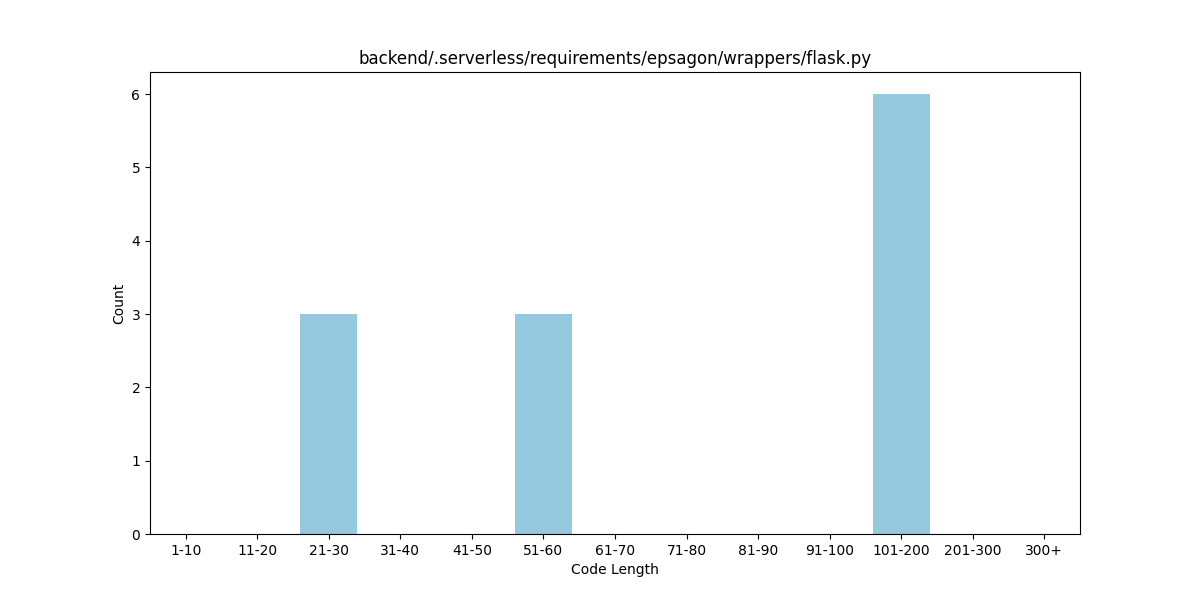 backend/.serverless/requirements/epsagon/wrappers/flask.py
6
5
4
3
2
1
0
Count
1-10 11-20 21-30 31-40 41-50 51-60 61-70 71-80 81-90 91-100 101-200 201-300 300+
Code Length